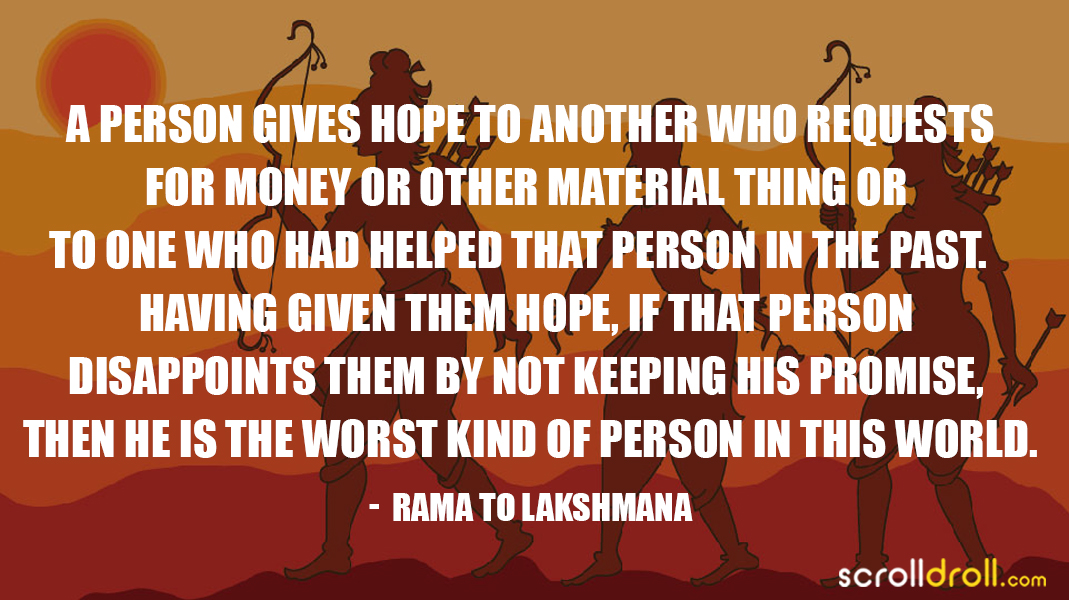 A PERSON GIVES HOPE TO ANOTHER WHO REQUESTS
FOR MONEY OR OTHER MATERIAL THING OR
TO ONE WHO HAD HELPED THAT PERSON IN THE PAST.
HAVING GIVEN THEM HOPE, IF THAT PERSON
DISAPPOINTS THEM BY NOT KEEPING HIS PROMISE,
THEN HE IS THE WORST KIND OF PERSON IN THIS WORLD.
- RAMA TO LAKSHMANA
scrolldroll.com